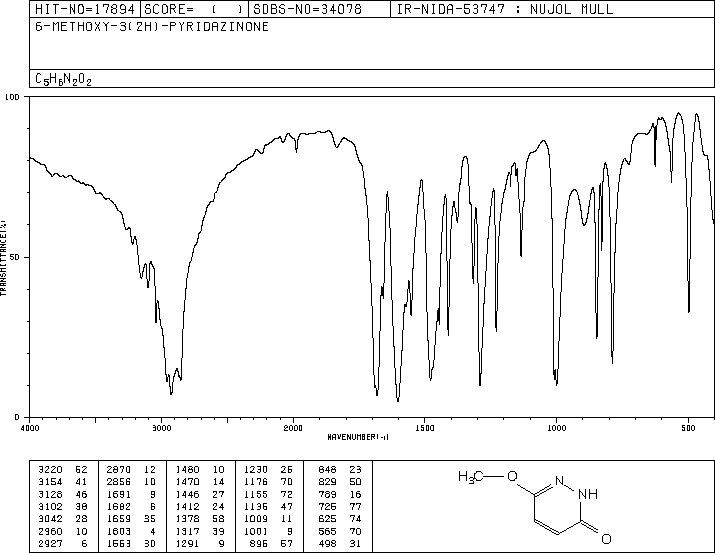 HIT-NO=17894 SCORE= ( ) SDBS-NO=34078 IR-NIDA-53747 : NUJOL MULL
6-METHOXY-3(2H)-PYRIDAZINONE
C5H6N2O2
100
50
0
TRANSMITTANCE(%)
4000 3000 2000 1500 1000 500
WAVENUMBER(-1)
3220 52 2870 12 1480 10 1230 26 848 23
3154 41 2856 10 1470 14 1176 70 829 50
3128 46 1691 9 1446 27 1155 72 789 16
3102 38 1682 6 1412 24 1136 47 725 77
3042 28 1659 35 1378 58 1009 11 625 74
2960 10 1603 4 1317 39 1001 9 565 70
2927 6 1553 30 1291 9 896 57 498 31
H3C
O
N
NH
O